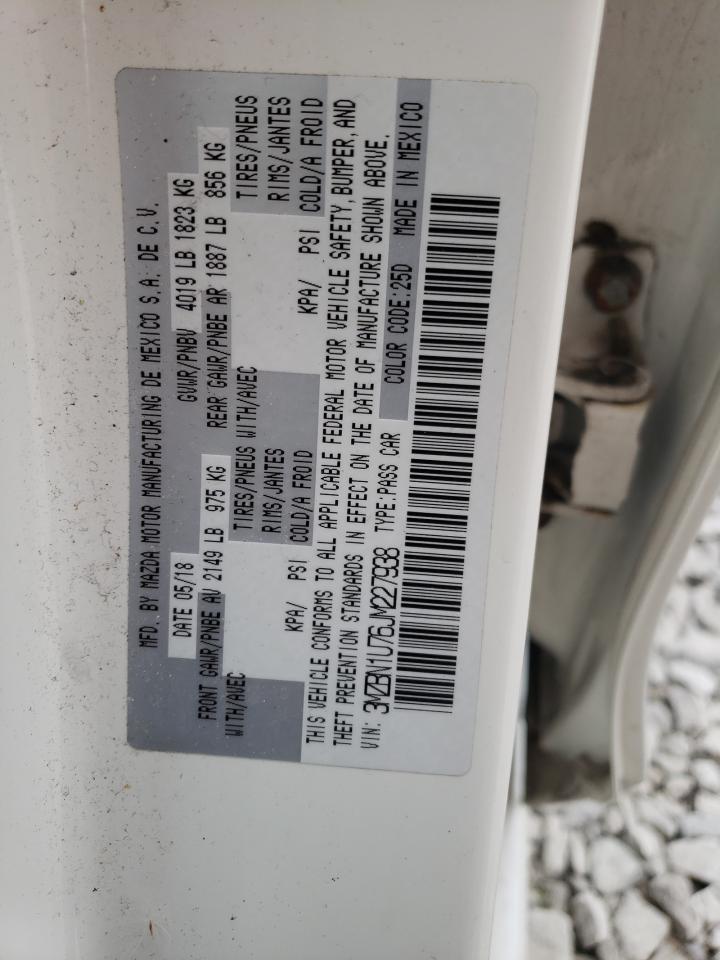 MFD. BY MAZDA MOTOR MANUFACTURING DE MEXICO S.A. DE C.V.
DATE 05/18 GVWR/PNBV 4019 LB 1823 KG
FRONT GAWR/PNBE AV 2149 LB 975 KG REAR GAWR/PNBE AR 1887 LB 856 KG
WITH/AVEC TIRES/PNEUS WITH/AVEC TIRES/PNEUS
RIMS/JANTES RIMS/JANTES
KPA/ PSI COLD/A FROID KPA/ PSI COLD/A FROID
THIS VEHICLE CONFORMS TO ALL APPLICABLE FEDERAL MOTOR VEHICLE SAFETY, BUMPER, AND
THEFT PREVENTION STANDARDS IN EFFECT ON THE DATE OF MANUFACTURE SHOWN ABOVE.
VIN: 3MZBN1U76JM227938 TYPE:PASS CAR COLOR CODE:25D MADE IN MEXICO